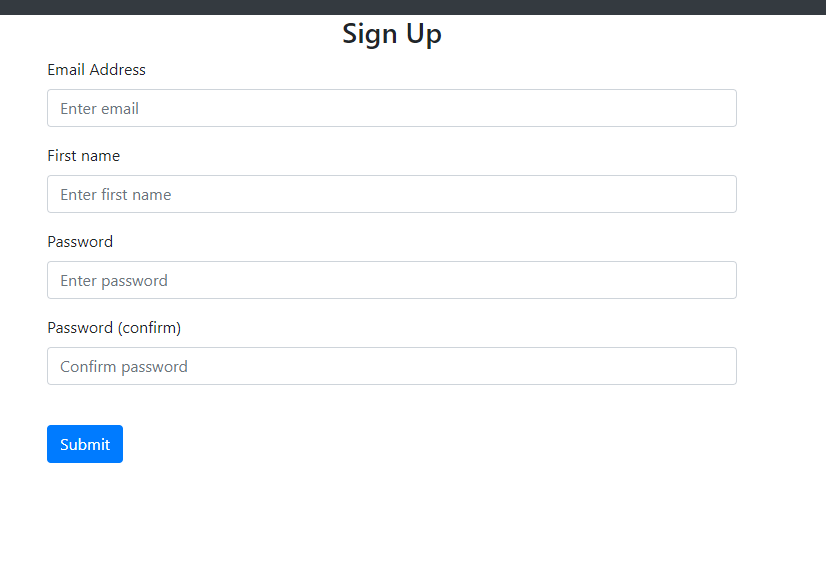 Sign Up
Email Address
Enter email
First name
Enter first name
Password
Enter password
Password (confirm)
Confirm password
Submit